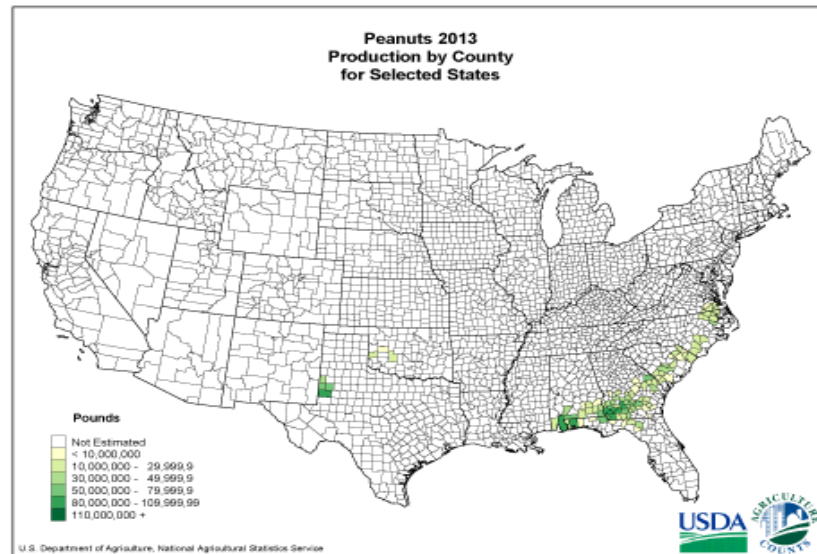 Peanuts 2013
Production by County
for Selected States
Pounds
Not Estimated
< 10,000,000
10,000,000 - 29,999,9
30,000,000 - 49,999,9
50,000,000 - 79,999,9
80,000,000 - 109,999,99
110,000,000 +
U.S. Department of Agriculture, National Agricultural Statistics Service
USDA
AGRICULTURE
COUNTS